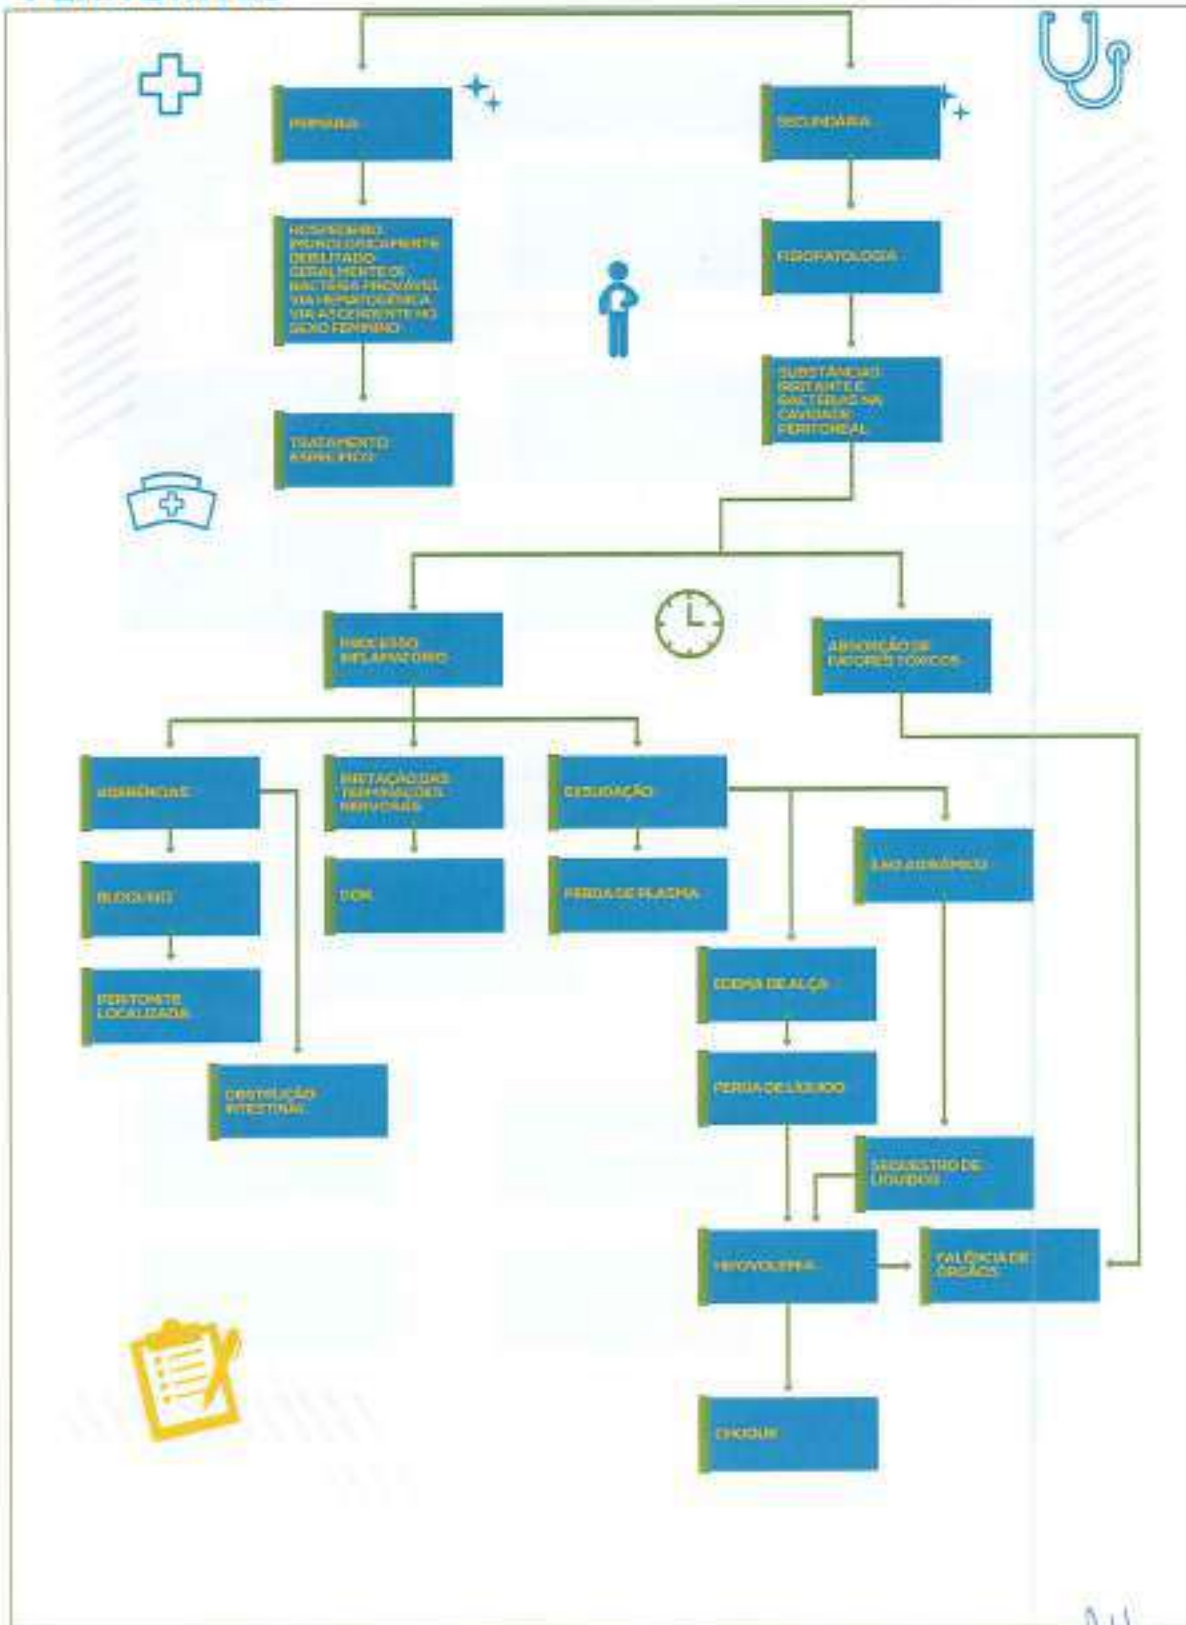 PRIMÁRIA
SECUNDÁRIA
HOSPEDEIRO
IMUNOLOGICAMENTE
DEBILITADO
GERALMENTE 01
BACTÉRIA PROVÁVEL
VIA HEMATOGÊNICA
VIA ASCENDENTE NO
SEXO FEMININO
FISIOPATOLOGIA
SUBSTÂNCIAS
IRRITANTE E
BACTÉRIAS NA
CAVIDADE
PERITONEAL
TRATAMENTO
PROCESSO
INFLAMATÓRIO
ABSORÇÃO DE
FATORES TÓXICOS
ADERÊNCIAS
DAS
TERMINAÇÕES
NERVOSAS
EXSUDAÇÃO
BLOQUEIO
DOR
PERDA DE PLASMA
ÍLEO ADINÂMICO
PERITONITE
LOCALIZADA
EDEMA DE ALÇA
OBSTRUÇÃO
INTESTINAL
PERDA DE LÍQUIDO
SEQUESTRO DE
LÍQUIDOS
HIPOVOLEMIA
FALÊNCIA DE
ÓRGÃOS
CHOQUE